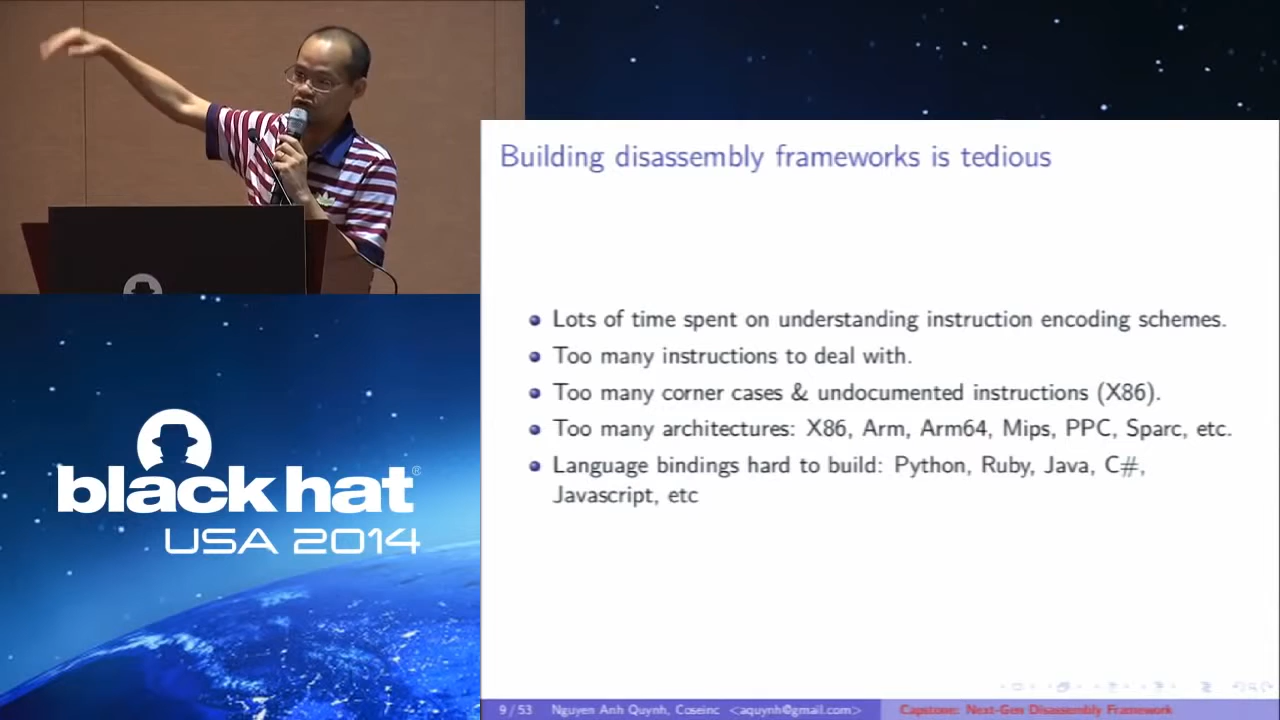 Building disassembly frameworks is tedious
Lots of time spent on understanding instruction encoding schemes.
Too many instructions to deal with.
Too many corner cases & undocumented instructions (X86).
Too many architectures: X86, Arm, Arm64, Mips, PPC, Sparc, etc.
Language bindings hard to build: Python, Ruby, Java, C#,
Javascript, etc
black hat®
USA 2014
9 / 53 Nguyen Anh Quynh, Coseinc <aquynh@gmail.com> Capstone: Next-Gen Disassembly Framework